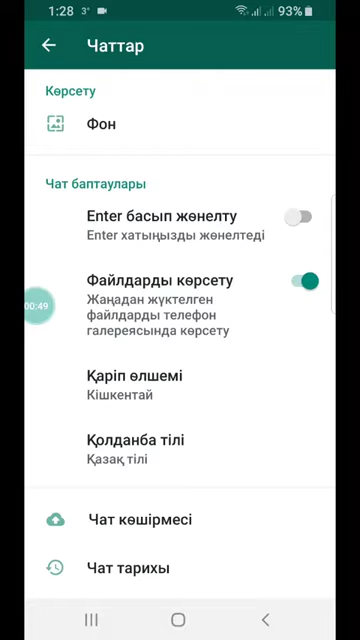 1:28 3° 93%
Чаттар
Көрсету
Фон
Чат баптаулары
Enter басып жөнелту
Enter хатыңызды жөнелтеді
Файлдарды көрсету
Жаңадан жүктелген
файлдарды телефон
галереясында көрсету
00:49
Қаріп өлшемі
Кішкентай
Қолданба тілі
Қазақ тілі
Чат көшірмесі
Чат тарихы